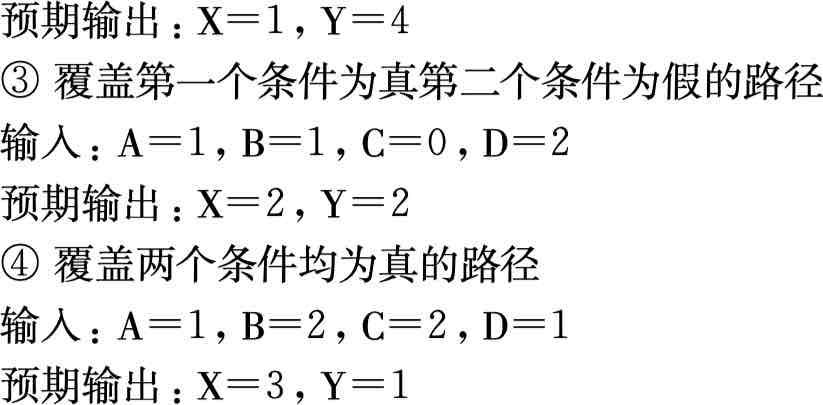 预期输出：X=1，Y=4
③ 覆盖第一个条件为真第二个条件为假的路径
输入：A=1，B=1，C=0，D=2
预期输出：X=2，Y=2
④ 覆盖两个条件均为真的路径
输入：A=1，B=2，C=2，D=1
预期输出：X=3，Y=1